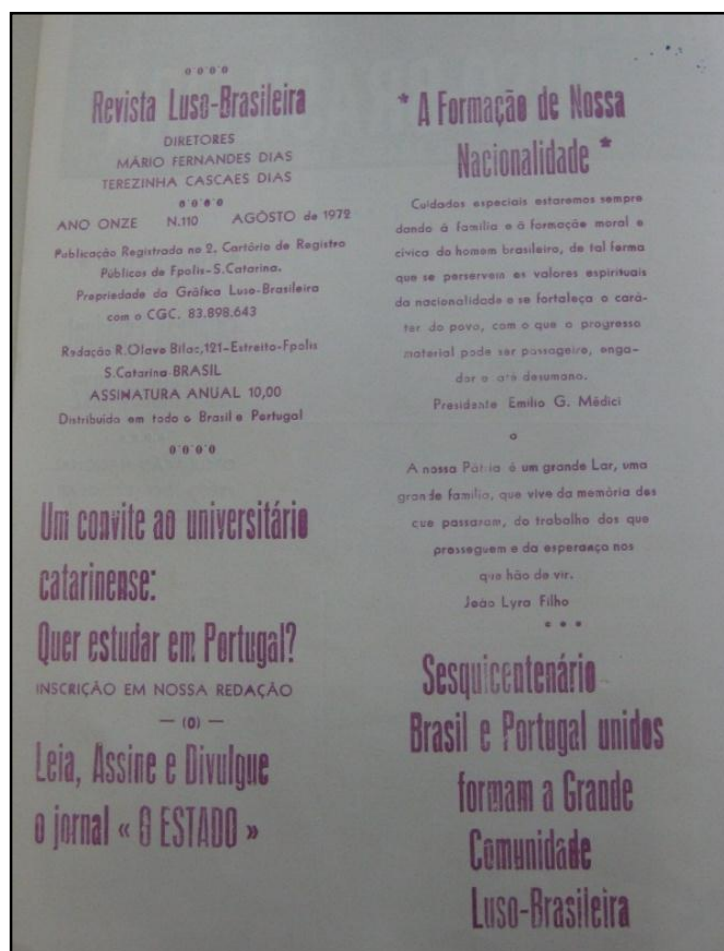 Revista Luso-Brasileira
DIRETORES
MÁRIO FERNANDES DIAS
TEREZINHA CASCAES DIAS
ANO ONZE N.110 AGÔSTO de 1972
Publicação Registrada no 2. Cartório de Registro
Públicos de Fpolis-S.Catarina.
Propriedade da Gráfica Luso-Brasileira
com o CGC. 83.898.643
Redação R.Olavo Bilac,121-Estreito-Fpolis
S.Catarina-BRASIL
ASSINATURA ANUAL 10,00
Distribuido em todo o Brasil e Portugal
Um convite ao universitário
catarinense:
Quer estudar em Portugal?
INSCRIÇÃO EM NOSSA REDAÇÃO
— (0) —
Leia, Assine e Divulgue
o jornal « O ESTADO »
* A Formação de Nossa
Nacionalidade *
Cuidados especiais estaremos sempre
dando à família e à formação moral e
cívica do homem brasileiro, de tal forma
que se perserveia os valores espirituais
da nacionalidade e se fortaleça o cará-
ter do povo, com o que o progresso
material pode ser passageiro, enga-
dor e até desumano.
Presidente Emilio G. Médici
o
A nossa Pátria é um grande Lar, uma
grande família, que vive da memória dos
que passaram, do trabalho dos que
prosseguem e da esperança nos
que hão de vir.
João Lyra Filho
* * *
Sesquicentenário
Brasil e Portugal unidos
formam a Grande
Comunidade
Luso-Brasileira